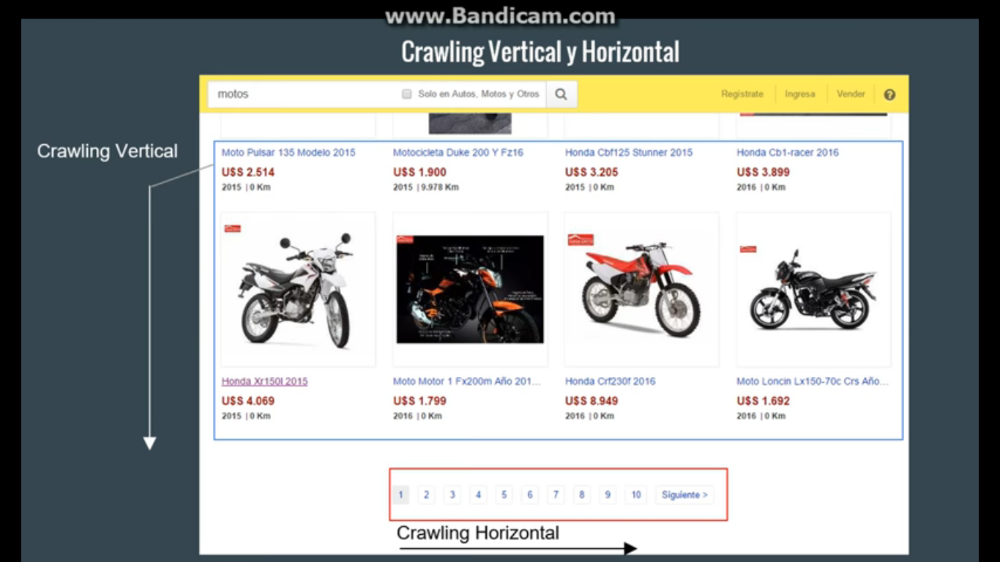 www.Bandicam.com
Crawling Vertical y Horizontal
motos
Solo en Autos, Motos y Otros
Regístrate
Ingresa
Vender
?
Crawling Vertical
Moto Pulsar 135 Modelo 2015
Motocicleta Duke 200 Y Fz16
Honda Cbf125 Stunner 2015
Honda Cb1-racer 2016
U$S 2.514
U$S 1.900
U$S 3.205
U$S 3.899
2015 | 0 Km
2015 | 9.978 Km
2015 | 0 Km
2016 | 0 Km
Honda Xr150l 2015
Moto Motor 1 Fx200m Año 201...
Honda Crf230f 2016
Moto Loncin Lx150-70c Crs Año...
U$S 4.069
U$S 1.799
U$S 8.949
U$S 1.692
2015 | 0 Km
2016 | 0 Km
2016 | 0 Km
2016 | 0 Km
1 2 3 4 5 6 7 8 9 10 Siguiente >
Crawling Horizontal